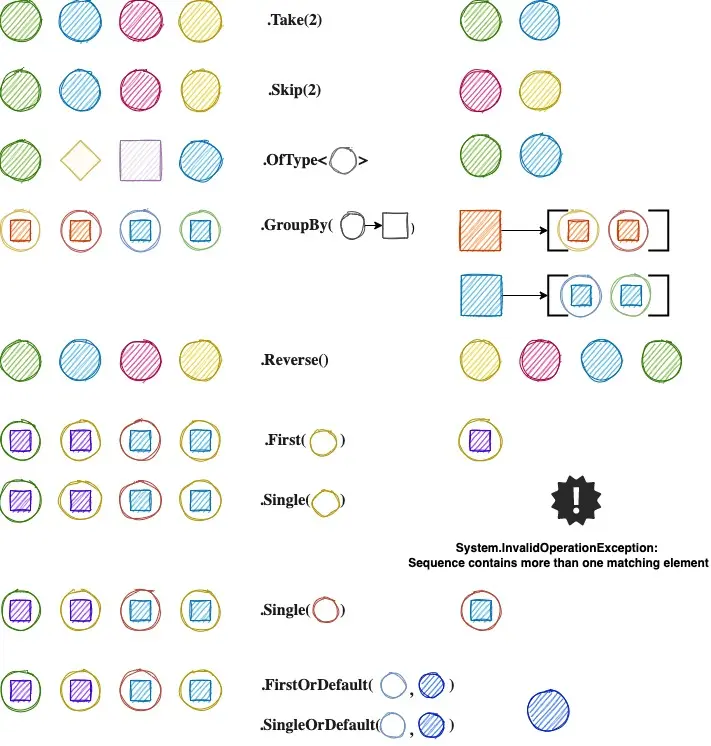 .Take(2)
.Skip(2)
.OfType< >
.GroupBy( )
.Reverse()
.First( )
.Single( )
System.InvalidOperationException:
Sequence contains more than one matching element
.Single( )
.FirstOrDefault( , )
.SingleOrDefault( , )